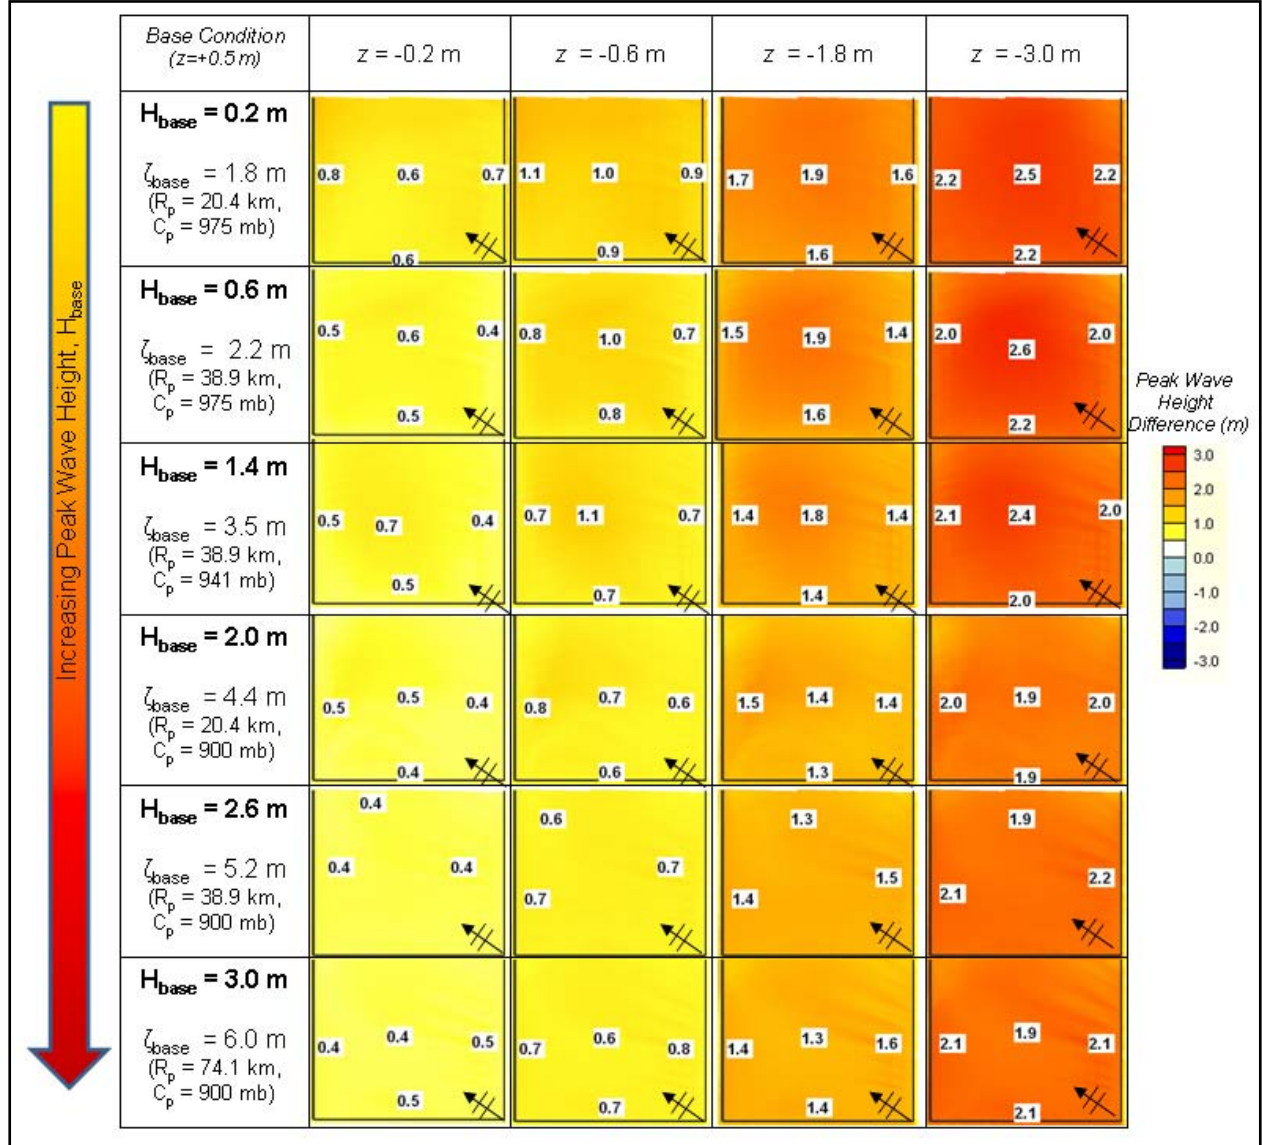 Base Condition
(z=+0.5 m)
z = -0.2 m
z = -0.6 m
z = -1.8 m
z = -3.0 m
Increasing Peak Wave Height, Hbase
Hbase = 0.2 m
ζbase = 1.8 m
(Rp = 20.4 km,
Cp = 975 mb)
0.8 0.6 0.7
0.6
1.1 1.0 0.9
0.9
1.7 1.9 1.6
1.6
2.2 2.5 2.2
2.2
Hbase = 0.6 m
ζbase = 2.2 m
(Rp = 38.9 km,
Cp = 975 mb)
0.5 0.6 0.4
0.5
0.8 1.0 0.7
0.8
1.5 1.9 1.4
1.6
2.0 2.6 2.0
2.2
Hbase = 1.4 m
ζbase = 3.5 m
(Rp = 38.9 km,
Cp = 941 mb)
0.5 0.7 0.4
0.5
0.7 1.1 0.7
0.7
1.4 1.8 1.4
1.4
2.1 2.4 2.0
2.0
Hbase = 2.0 m
ζbase = 4.4 m
(Rp = 20.4 km,
Cp = 900 mb)
0.5 0.5 0.4
0.4
0.8 0.7 0.6
0.6
1.5 1.4 1.4
1.3
2.0 1.9 2.0
1.9
Hbase = 2.6 m
ζbase = 5.2 m
(Rp = 38.9 km,
Cp = 900 mb)
0.4
0.4 0.4
0.6
0.7
0.7
1.3
1.5
1.4
1.9
2.2
2.1
Hbase = 3.0 m
ζbase = 6.0 m
(Rp = 74.1 km,
Cp = 900 mb)
0.4 0.4 0.5
0.5
0.7 0.6 0.8
0.7
1.4 1.3 1.6
1.4
2.1 1.9 2.1
2.1
Peak Wave
Height
Difference (m)
3.0
2.0
1.0
0.0
-1.0
-2.0
-3.0